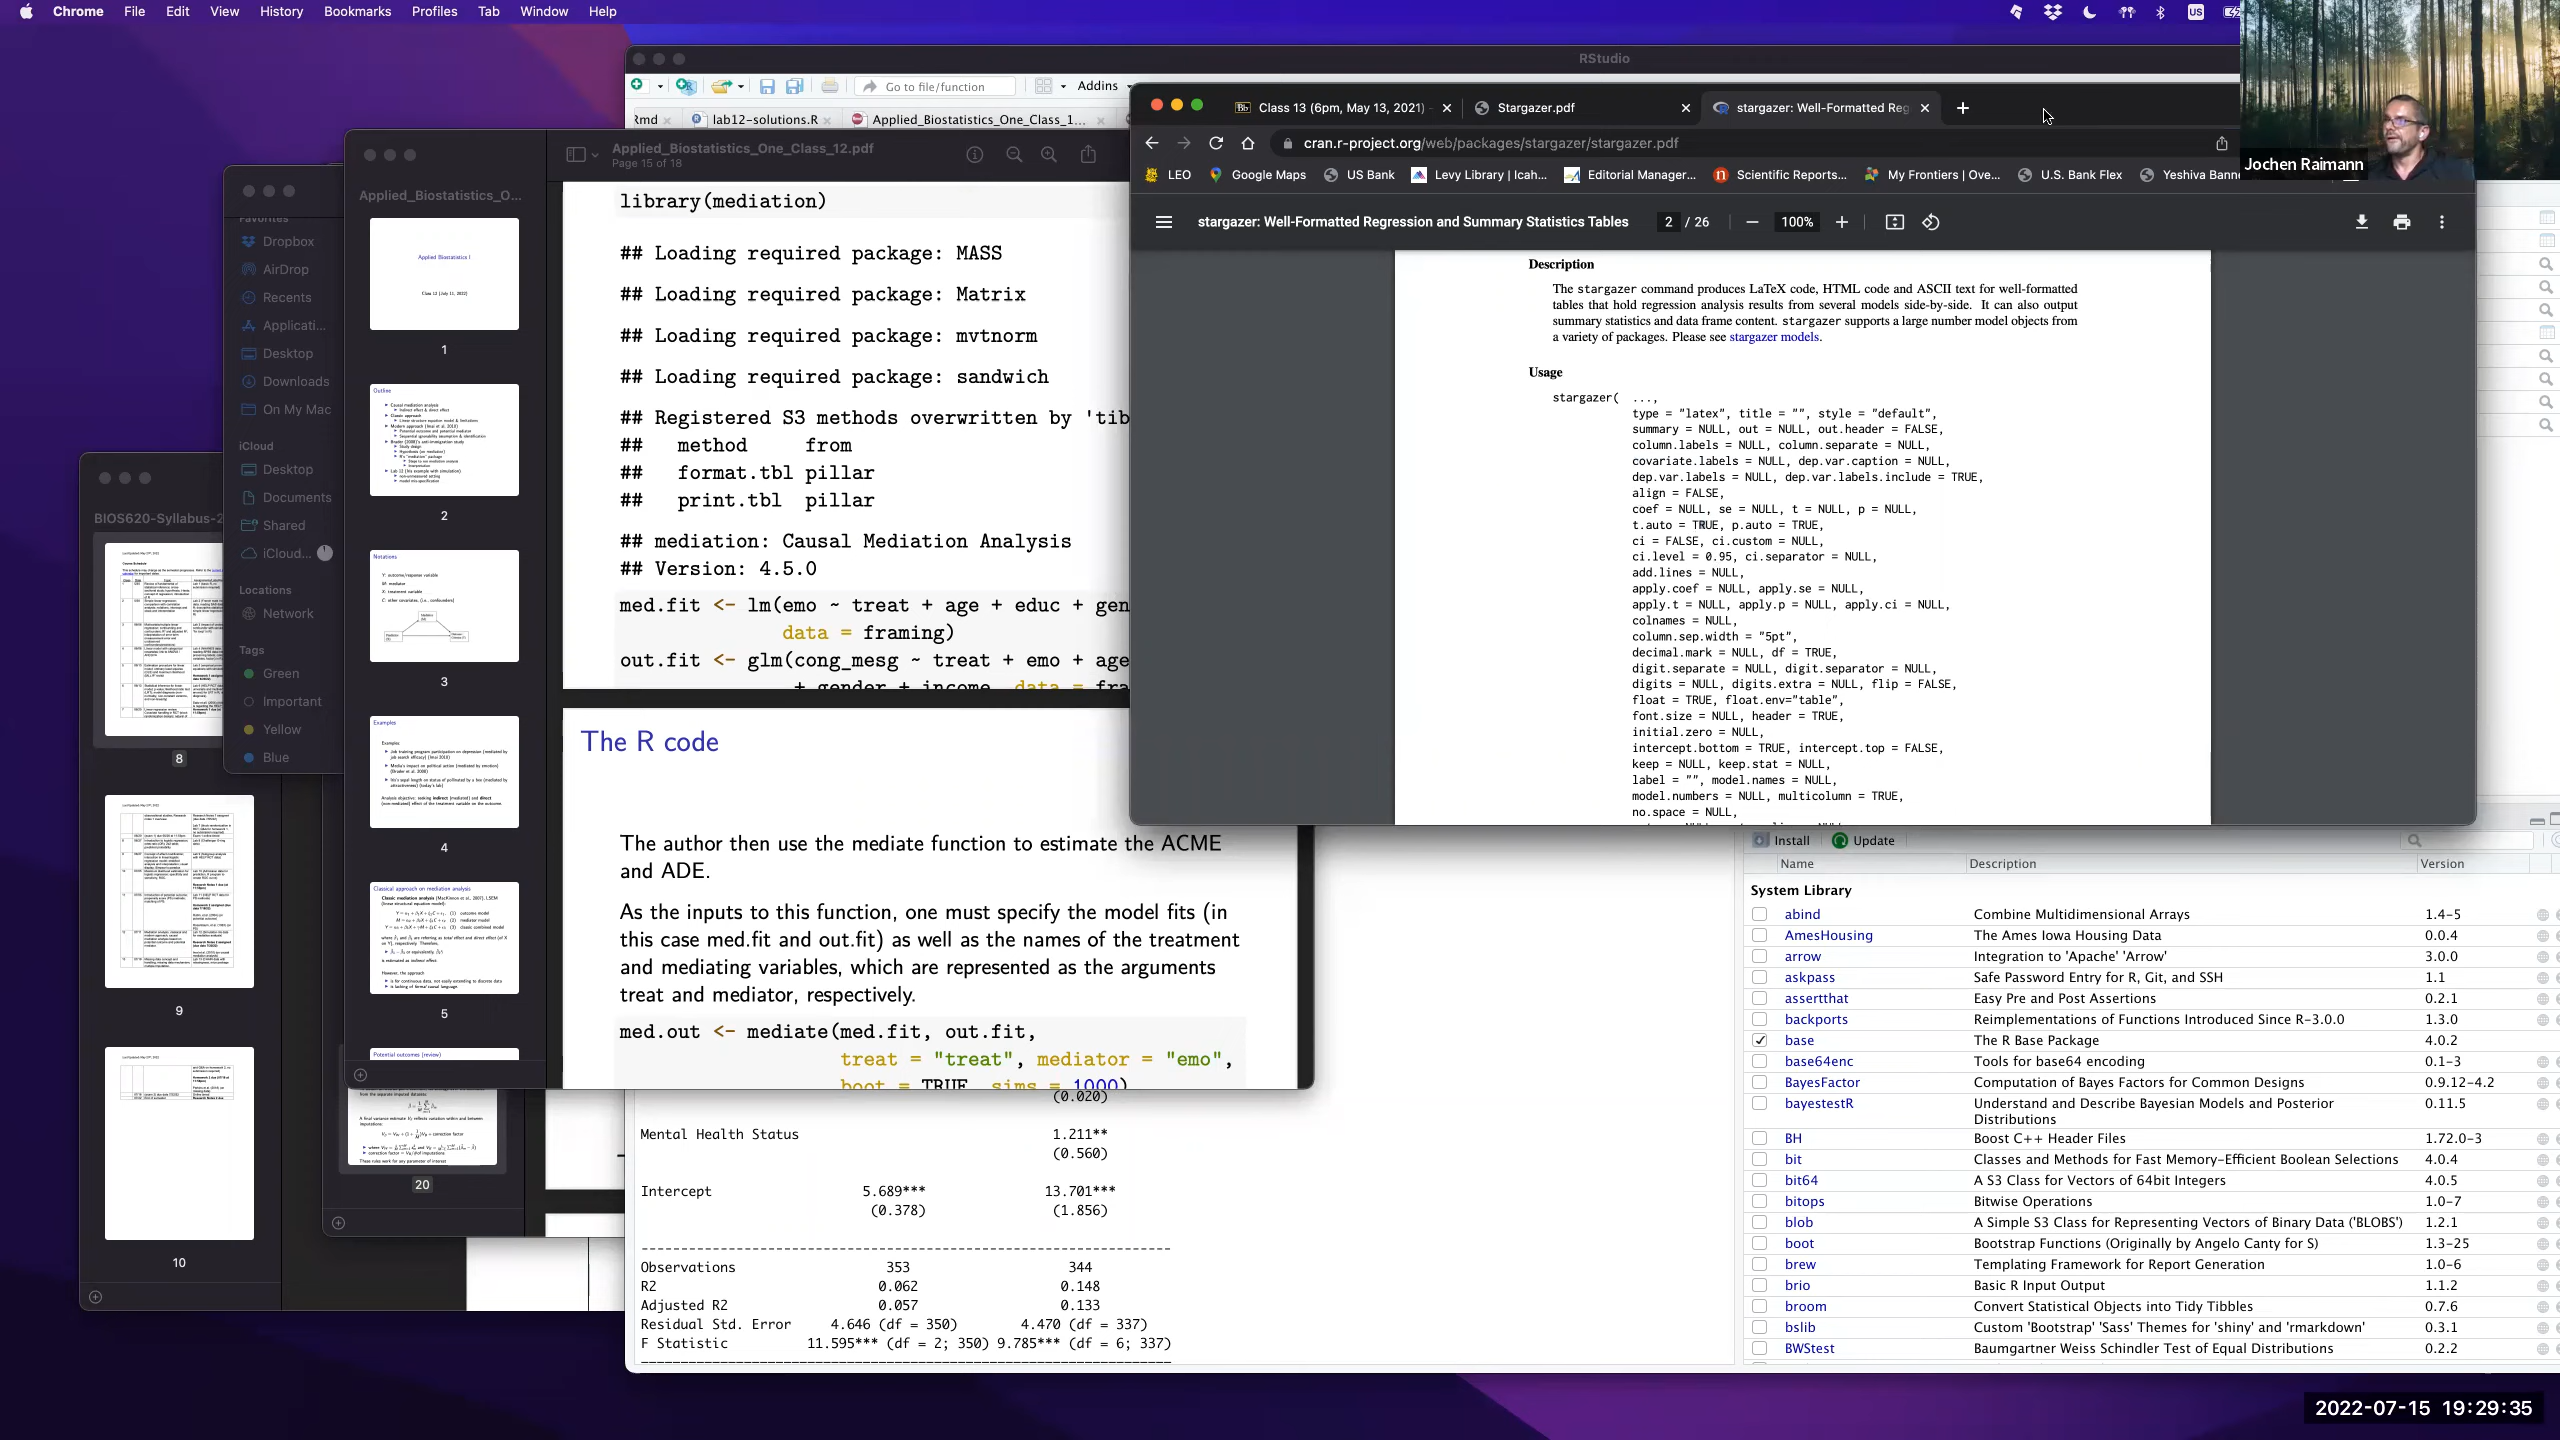 Chrome File Edit View History Bookmarks Profiles Tab Window Help
US
RStudio
Go to file/function
Addins
Rmd
lab12-solutions.R
Applied_Biostatistics_One_Class_1...
Applied_Biostatistics_One_Class_12.pdf
Page 15 of 18
Applied_Biostatistics_O...
Applied Biostatistics I
Class 12 (July 11, 2022)
1
Outline
2
Notations
3
Examples
4
Classical approach on mediation analysis
5
Potential outcomes (review)
20
Favorites
Dropbox
AirDrop
Recents
Applicati...
Desktop
Downloads
On My Mac
iCloud
Desktop
Documents
Shared
iCloud...
Locations
Network
Tags
Green
Important
Yellow
Blue
BIOS620-Syllabus-2
8
9
10
library(mediation)
## Loading required package: MASS
## Loading required package: Matrix
## Loading required package: mvtnorm
## Loading required package: sandwich
## Registered S3 methods overwritten by 'tib
## method from
## format.tbl pillar
## print.tbl pillar
## mediation: Causal Mediation Analysis
## Version: 4.5.0
med.fit <- lm(emo ~ treat + age + educ + gen
data = framing)
out.fit <- glm(cong_mesg ~ treat + emo + age
+ gender + income, data = fra
The R code
The author then use the mediate function to estimate the ACME
and ADE.
As the inputs to this function, one must specify the model fits (in
this case med.fit and out.fit) as well as the names of the treatment
and mediating variables, which are represented as the arguments
treat and mediator, respectively.
med.out <- mediate(med.fit, out.fit,
treat = "treat", mediator = "emo",
boot = TRUE, sims = 1000)
(0.020)
Mental Health Status 1.211**
(0.560)
Intercept 5.689*** 13.701***
(0.378) (1.856)
Observations 353 344
R2 0.062 0.148
Adjusted R2 0.057 0.133
Residual Std. Error 4.646 (df = 350) 4.470 (df = 337)
F Statistic 11.595*** (df = 2; 350) 9.785*** (df = 6; 337)
Class 13 (6pm, May 13, 2021) -
Stargazer.pdf
stargazer: Well-Formatted Reg
cran.r-project.org/web/packages/stargazer/stargazer.pdf
LEO Google Maps US Bank Levy Library | Icah... Editorial Manager... Scientific Reports... My Frontiers | Ove... U.S. Bank Flex Yeshiva Banne
Jochen Raimann
stargazer: Well-Formatted Regression and Summary Statistics Tables 2 / 26 100%
Description
The stargazer command produces LaTeX code, HTML code and ASCII text for well-formatted
tables that hold regression analysis results from several models side-by-side. It can also output
summary statistics and data frame content. stargazer supports a large number model objects from
a variety of packages. Please see stargazer models.
Usage
stargazer( ...,
type = "latex", title = "", style = "default",
summary = NULL, out = NULL, out.header = FALSE,
column.labels = NULL, column.separate = NULL,
covariate.labels = NULL, dep.var.caption = NULL,
dep.var.labels = NULL, dep.var.labels.include = TRUE,
align = FALSE,
coef = NULL, se = NULL, t = NULL, p = NULL,
t.auto = TRUE, p.auto = TRUE,
ci = FALSE, ci.custom = NULL,
ci.level = 0.95, ci.separator = NULL,
add.lines = NULL,
apply.coef = NULL, apply.se = NULL,
apply.t = NULL, apply.p = NULL, apply.ci = NULL,
colnames = NULL,
column.sep.width = "5pt",
decimal.mark = NULL, df = TRUE,
digit.separate = NULL, digit.separator = NULL,
digits = NULL, digits.extra = NULL, flip = FALSE,
float = TRUE, float.env="table",
font.size = NULL, header = TRUE,
initial.zero = NULL,
intercept.bottom = TRUE, intercept.top = FALSE,
keep = NULL, keep.stat = NULL,
label = "", model.names = NULL,
model.numbers = NULL, multicolumn = TRUE,
no.space = NULL,
Install Update
Name Description Version
System Library
abind Combine Multidimensional Arrays 1.4-5
AmesHousing The Ames Iowa Housing Data 0.0.4
arrow Integration to 'Apache' 'Arrow' 3.0.0
askpass Safe Password Entry for R, Git, and SSH 1.1
assertthat Easy Pre and Post Assertions 0.2.1
backports Reimplementations of Functions Introduced Since R-3.0.0 1.3.0
base The R Base Package 4.0.2
base64enc Tools for base64 encoding 0.1-3
BayesFactor Computation of Bayes Factors for Common Designs 0.9.12-4.2
bayestestR Understand and Describe Bayesian Models and Posterior 0.11.5
Distributions
BH Boost C++ Header Files 1.72.0-3
bit Classes and Methods for Fast Memory-Efficient Boolean Selections 4.0.4
bit64 A S3 Class for Vectors of 64bit Integers 4.0.5
bitops Bitwise Operations 1.0-7
blob A Simple S3 Class for Representing Vectors of Binary Data ('BLOBS') 1.2.1
boot Bootstrap Functions (Originally by Angelo Canty for S) 1.3-25
brew Templating Framework for Report Generation 1.0-6
brio Basic R Input Output 1.1.2
broom Convert Statistical Objects into Tidy Tibbles 0.7.6
bslib Custom 'Bootstrap' 'Sass' Themes for 'shiny' and 'rmarkdown' 0.3.1
BWStest Baumgartner Weiss Schindler Test of Equal Distributions 0.2.2
2022-07-15 19:29:35